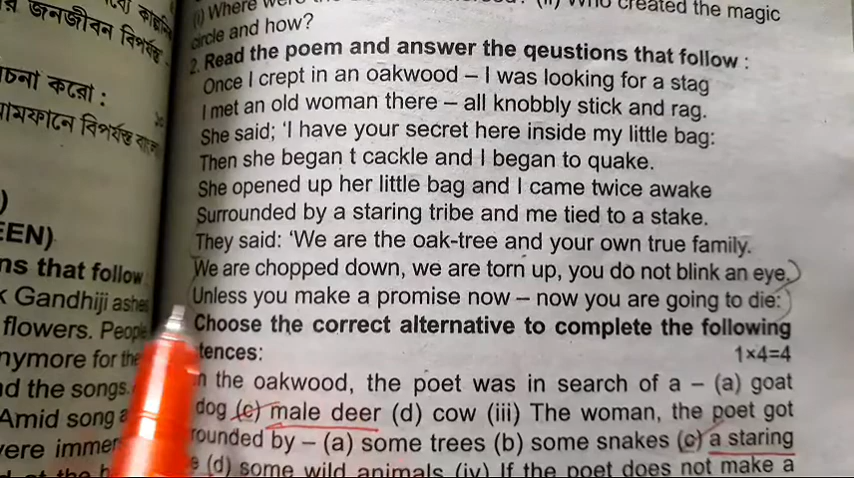 জনজীবন বিপর্যস্ত
চনা করো :
বিপর্যস্ত
EEN)
ns that follow
Gandhiji ashes
flowers. People
nymore for the
nd the songs.
Amid song a
were immer
(i) Where were (ii) Who created the magic
circle and how?
2. Read the poem and answer the qeustions that follow :
Once I crept in an oakwood – I was looking for a stag
I met an old woman there – all knobbly stick and rag.
She said; 'I have your secret here inside my little bag:
Then she began t cackle and I began to quake.
She opened up her little bag and I came twice awake
Surrounded by a staring tribe and me tied to a stake.
They said: 'We are the oak-tree and your own true family.
We are chopped down, we are torn up, you do not blink an eye,
Unless you make a promise now – now you are going to die:
Choose the correct alternative to complete the following
tences: 1×4=4
n the oakwood, the poet was in search of a – (a) goat
dog (c) male deer (d) cow (iii) The woman, the poet got
rounded by – (a) some trees (b) some snakes (c) a staring
e (d) some wild animals (iv) If the poet does not make a